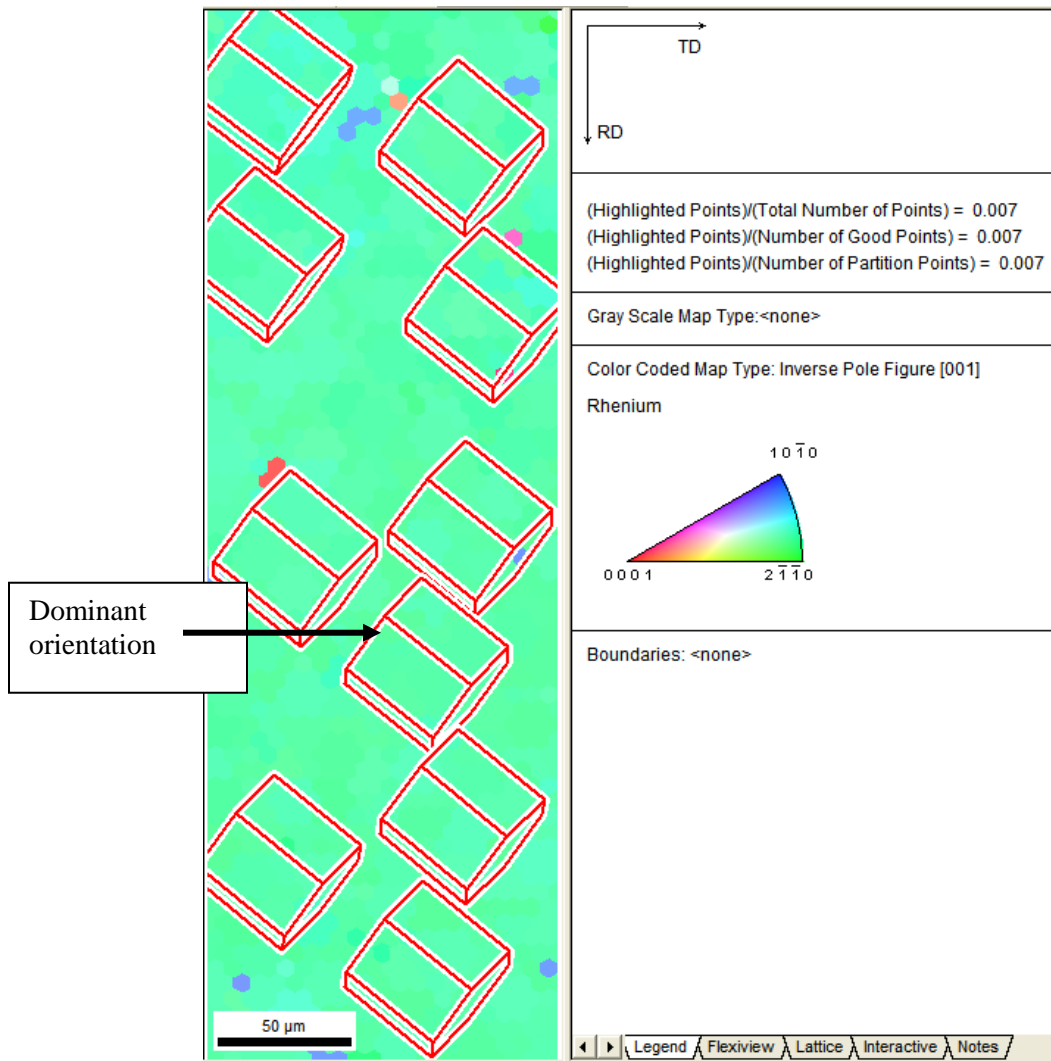 TD
RD
(Highlighted Points)/(Total Number of Points) = 0.007
(Highlighted Points)/(Number of Good Points) = 0.007
(Highlighted Points)/(Number of Partition Points) = 0.007
Gray Scale Map Type:<none>
Color Coded Map Type: Inverse Pole Figure [001]
Rhenium
1 0 1̅ 0
0 0 0 1
2 1̅ 1̅ 0
Dominant
orientation
Boundaries: <none>
50 µm
Legend Flexiview Lattice Interactive Notes